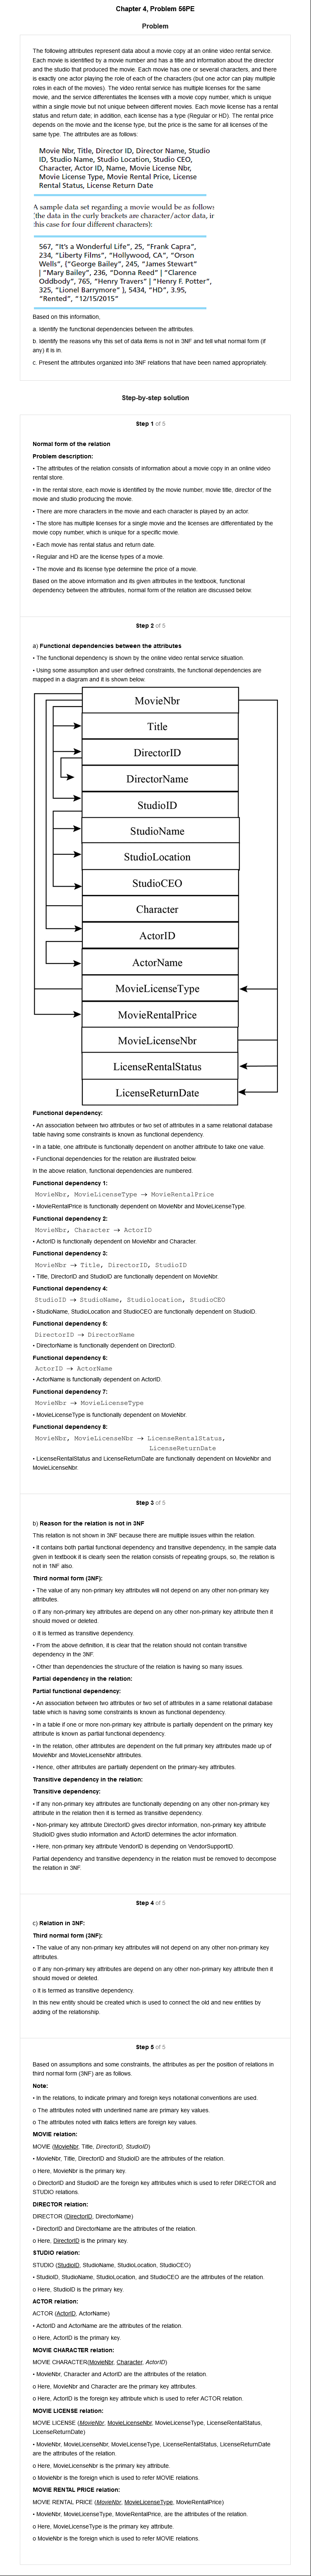 Chapter 4, Problem 56PE
Problem
The following attributes represent data about a movie copy at an online video rental service.
Each movie is identified by a movie number and has a title and information about the director
and the studio that produced the movie. Each movie has one or several characters, and there
is exactly one actor playing the role of each of the characters (but one actor can play multiple
roles in each of the movies). The video rental service has multiple licenses for the same
movie, and the service differentiates the licenses with a movie copy number, which is unique
within a single movie but not unique between different movies. Each movie license has a rental
status and return date; in addition, each license has a type (Regular or HD). The rental price
depends on the movie and the license type, but the price is the same for all licenses of the
same type. The attributes are as follows:
Movie Nbr, Title, Director ID, Director Name, Studio
ID, Studio Name, Studio Location, Studio CEO,
Character, Actor ID, Name, Movie License Nbr,
Movie License Type, Movie Rental Price, License
Rental Status, License Return Date
A sample data set regarding a movie would be as follows
(the data in the curly brackets are character/actor data, in
this case for four different characters):
567, "It's a Wonderful Life", 25, "Frank Capra",
234, "Liberty Films", "Hollywood, CA", "Orson
Wells", {"George Bailey", 245, "James Stewart"
| "Mary Bailey", 236, "Donna Reed" | "Clarence
Oddbody", 765, "Henry Travers" | "Henry F. Potter",
325, "Lionel Barrymore" }, 5434, "HD", 3.95,
"Rented", "12/15/2015"
Based on this information,
a. Identify the functional dependencies between the attributes.
b. Identify the reasons why this set of data items is not in 3NF and tell what normal form (if
any) it is in.
c. Present the attributes organized into 3NF relations that have been named appropriately.
Step-by-step solution
Step 1 of 5
Normal form of the relation
Problem description:
• The attributes of the relation consists of information about a movie copy in an online video
rental store.
• In the rental store, each movie is identified by the movie number, movie title, director of the
movie and studio producing the movie.
• There are more characters in the movie and each character is played by an actor.
• The store has multiple licenses for a single movie and the licenses are differentiated by the
movie copy number, which is unique for a specific movie.
• Each movie has rental status and return date.
• Regular and HD are the license types of a movie.
• The movie and its license type determine the price of a movie.
Based on the above information and its given attributes in the textbook, functional
dependency between the attributes, normal form of the relation are discussed below.
Step 2 of 5
a) Functional dependencies between the attributes
• The functional dependency is shown by the online video rental service situation.
• Using some assumption and user defined constraints, the functional dependencies are
mapped in a diagram and it is shown below.
MovieNbr
Title
DirectorID
DirectorName
StudioID
StudioName
StudioLocation
StudioCEO
Character
ActorID
ActorName
MovieLicenseType
MovieRentalPrice
MovieLicenseNbr
LicenseRentalStatus
LicenseReturnDate
Functional dependency:
• An association between two attributes or two set of attributes in a same relational database
table having some constraints is known as functional dependency.
• In a table, one attribute is functionally dependent on another attribute to take one value.
• Functional dependencies for the relation are illustrated below.
In the above relation, functional dependencies are numbered.
Functional dependency 1:
MovieNbr, MovieLicenseType → MovieRentalPrice
• MovieRentalPrice is functionally dependent on MovieNbr and MovieLicenseType.
Functional dependency 2:
MovieNbr, Character → ActorID
• ActorID is functionally dependent on MovieNbr and Character.
Functional dependency 3:
MovieNbr → Title, DirectorID, StudioID
• Title, DirectorID and StudioID are functionally dependent on MovieNbr.
Functional dependency 4:
StudioID → StudioName, Studiolocation, StudioCEO
• StudioName, StudioLocation and StudioCEO are functionally dependent on StudioID.
Functional dependency 5:
DirectorID → DirectorName
• DirectorName is functionally dependent on DirectorID.
Functional dependency 6:
ActorID → ActorName
• ActorName is functionally dependent on ActorID.
Functional dependency 7:
MovieNbr → MovieLicenseType
• MovieLicenseType is functionally dependent on MovieNbr.
Functional dependency 8:
MovieNbr, MovieLicenseNbr → LicenseRentalStatus,
LicenseReturnDate
• LicenseRentalStatus and LicenseReturnDate are functionally dependent on MovieNbr and
MovieLicenseNbr.
Step 3 of 5
b) Reason for the relation is not in 3NF
This relation is not shown in 3NF because there are multiple issues within the relation.
• It contains both partial functional dependency and transitive dependency, in the sample data
given in textbook it is clearly seen the relation consists of repeating groups, so, the relation is
not in 1NF also.
Third normal form (3NF):
• The value of any non-primary key attributes will not depend on any other non-primary key
attributes.
o If any non-primary key attributes are depend on any other non-primary key attribute then it
should moved or deleted.
o It is termed as transitive dependency.
• From the above definition, it is clear that the relation should not contain transitive
dependency in the 3NF.
• Other than dependencies the structure of the relation is having so many issues.
Partial dependency in the relation:
Partial functional dependency:
• An association between two attributes or two set of attributes in a same relational database
table which is having some constraints is known as functional dependency.
• In a table if one or more non-primary key attribute is partially dependent on the primary key
attribute is known as partial functional dependency.
• In the relation, other attributes are dependent on the full primary key attributes made up of
MovieNbr and MovieLicenseNbr attributes.
• Hence, other attributes are partially dependent on the primary-key attributes.
Transitive dependency in the relation:
Transitive dependency:
• If any non-primary key attributes are functionally depending on any other non-primary key
attribute in the relation then it is termed as transitive dependency.
• Non-primary key attribute DirectorID gives director information, non-primary key attribute
StudioID gives studio information and ActorID determines the actor information.
• Here, non-primary key attribute VendorID is depending on VendorSupportID.
Partial dependency and transitive dependency in the relation must be removed to decompose
the relation in 3NF.
Step 4 of 5
c) Relation in 3NF:
Third normal form (3NF):
• The value of any non-primary key attributes will not depend on any other non-primary key
attributes.
o If any non-primary key attributes are depend on any other non-primary key attribute then it
should moved or deleted.
o It is termed as transitive dependency.
In this new entity should be created which is used to connect the old and new entities by
adding of the relationship.
Step 5 of 5
Based on assumptions and some constraints, the attributes as per the position of relations in
third normal form (3NF) are as follows.
Note:
• In the relations, to indicate primary and foreign keys notational conventions are used.
o The attributes noted with underlined name are primary key values.
o The attributes noted with italics letters are foreign key values.
MOVIE relation:
MOVIE (MovieNbr, Title, DirectorID, StudioID)
• MovieNbr, Title, DirectorID and StudioID are the attributes of the relation.
o Here, MovieNbr is the primary key.
o DirectorID and StudioID are the foreign key attributes which is used to refer DIRECTOR and
STUDIO relations.
DIRECTOR relation:
DIRECTOR (DirectorID, DirectorName)
• DirectorID and DirectorName are the attributes of the relation.
o Here, DirectorID is the primary key.
STUDIO relation:
STUDIO (StudioID, StudioName, StudioLocation, StudioCEO)
• StudioID, StudioName, StudioLocation, and StudioCEO are the attributes of the relation.
o Here, StudioID is the primary key.
ACTOR relation:
ACTOR (ActorID, ActorName)
• ActorID and ActorName are the attributes of the relation.
o Here, ActorID is the primary key.
MOVIE CHARACTER relation:
MOVIE CHARACTER(MovieNbr, Character, ActorID)
• MovieNbr, Character and ActorID are the attributes of the relation.
o Here, MovieNbr and Character are the primary key attributes.
o Here, ActorID is the foreign key attribute which is used to refer ACTOR relation.
MOVIE LICENSE relation:
MOVIE LICENSE (MovieNbr, MovieLicenseNbr, MovieLicenseType, LicenseRentalStatus,
LicenseReturnDate)
• MovieNbr, MovieLicenseNbr, MovieLicenseType, LicenseRentalStatus, LicenseReturnDate
are the attributes of the relation.
o Here, MovieLicenseNbr is the primary key attribute.
o MovieNbr is the foreign which is used to refer MOVIE relations.
MOVIE RENTAL PRICE relation:
MOVIE RENTAL PRICE (MovieNbr, MovieLicenseType, MovieRentalPrice)
• MovieNbr, MovieLicenseType, MovieRentalPrice, are the attributes of the relation.
o Here, MovieLicenseType is the primary key attribute.
o MovieNbr is the foreign which is used to refer MOVIE relations.